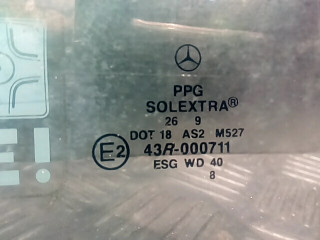 PPG
SOLEXTRA®
26 9
DOT 18 AS2 M527
E2 43R-000711
ESG WD 40
8
E!